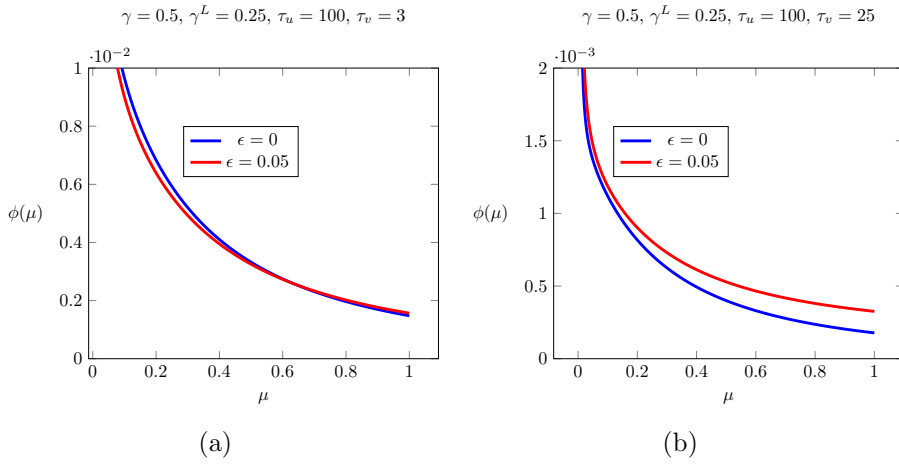 γ = 0.5, γ^L = 0.25, τ_u = 100, τ_v = 3
·10^−2
1
0.8
0.6
0.4
0.2
0
ϕ(μ)
ϵ = 0
ϵ = 0.05
0 0.2 0.4 0.6 0.8 1
μ
(a)
γ = 0.5, γ^L = 0.25, τ_u = 100, τ_v = 25
·10^−3
2
1.5
1
0.5
0
ϕ(μ)
ϵ = 0
ϵ = 0.05
0 0.2 0.4 0.6 0.8 1
μ
(b)